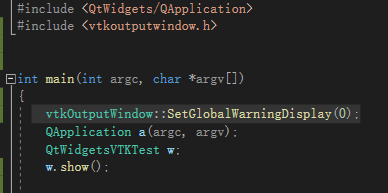 #include <QtWidgets/QApplication>
#include <vtkoutputwindow.h>
int main(int argc, char *argv[])
{
vtkOutputWindow::SetGlobalWarningDisplay(0);
QApplication a(argc, argv);
QtWidgetsVTKTest w;
w.show();